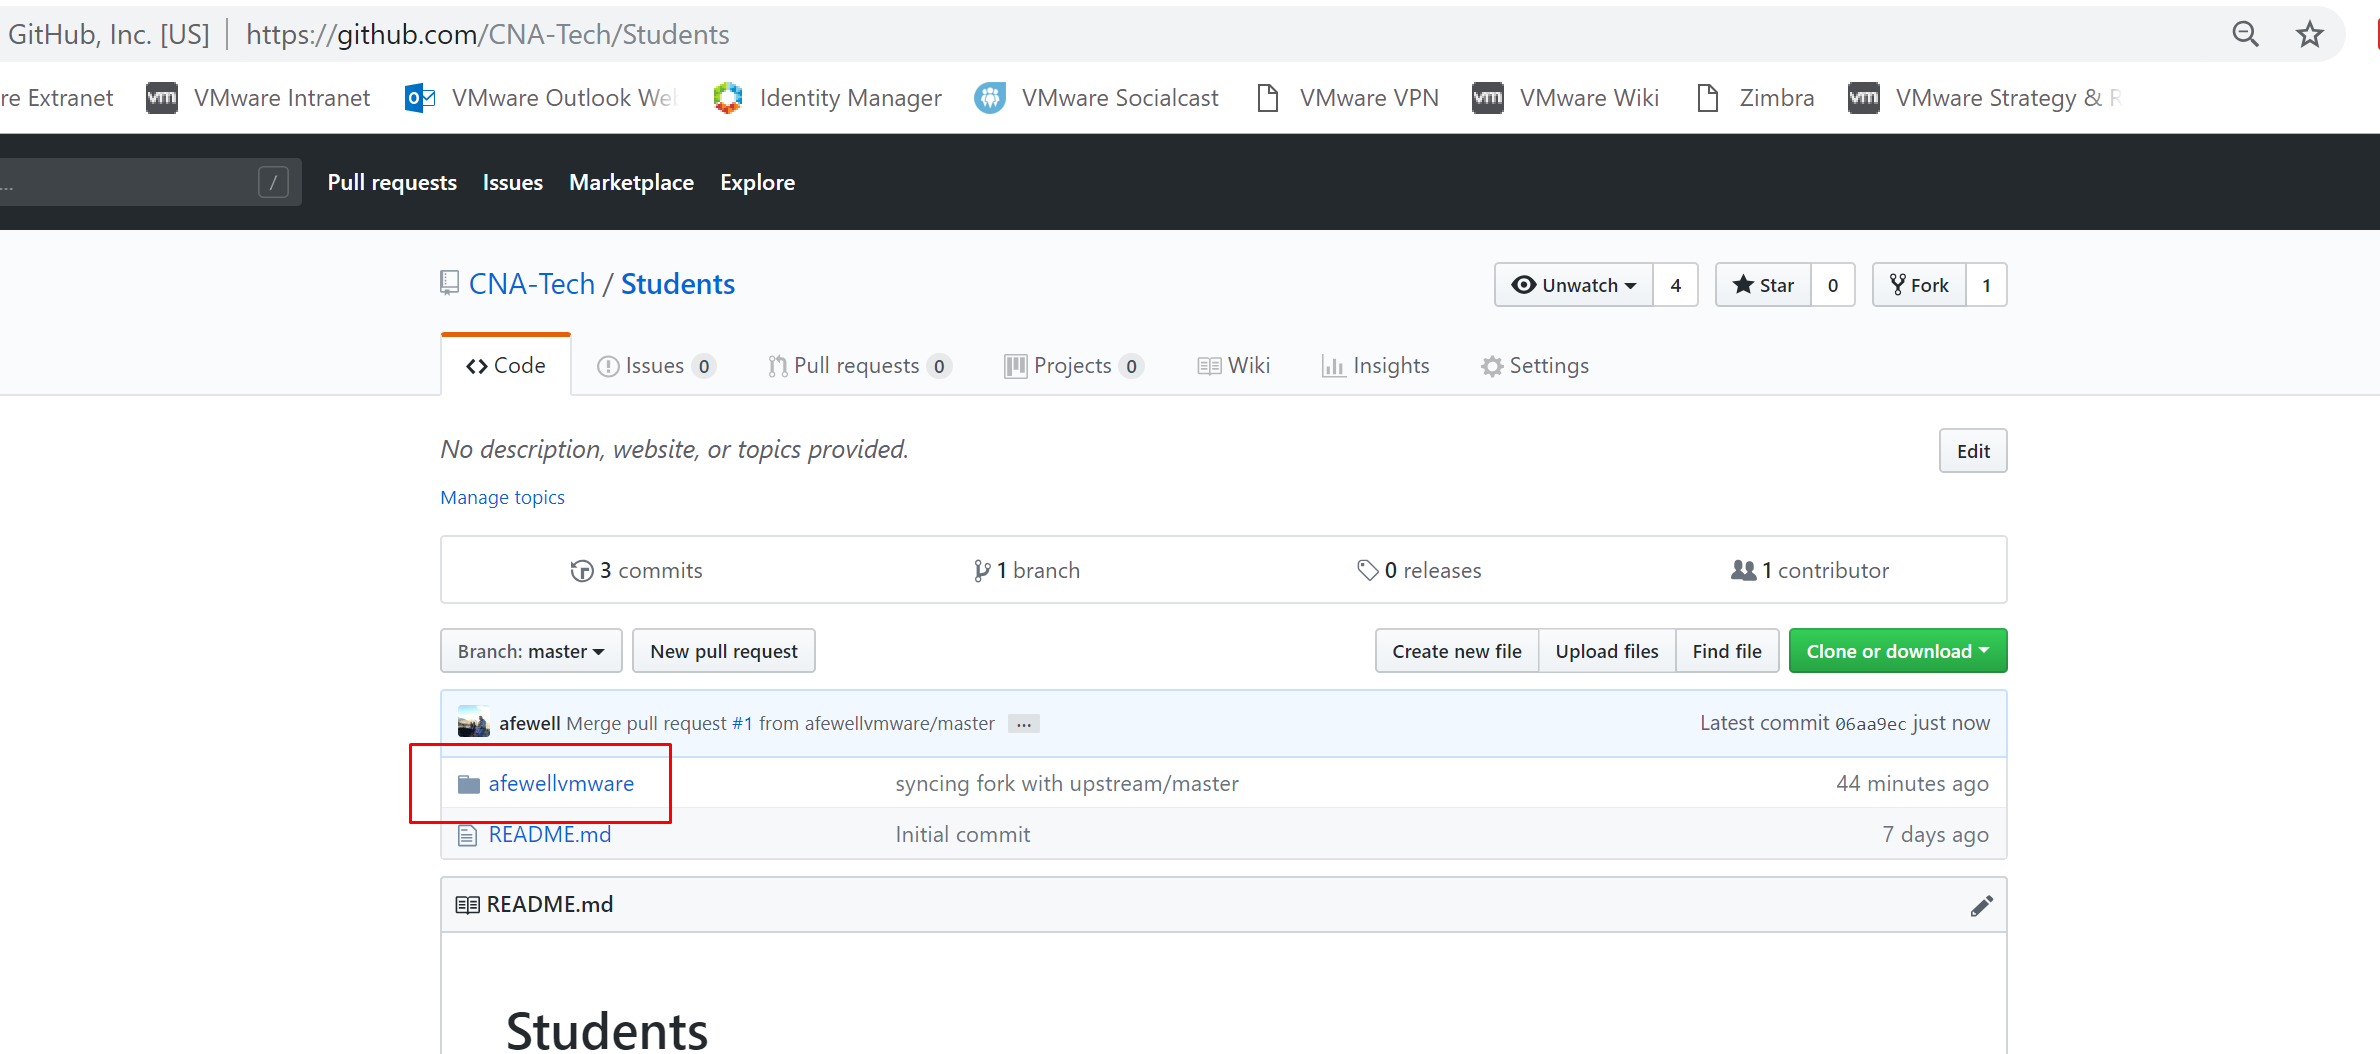 GitHub, Inc. [US] | https://github.com/CNA-Tech/Students
re Extranet VMware Intranet VMware Outlook We Identity Manager VMware Socialcast VMware VPN VMware Wiki Zimbra VMware Strategy & R
... / Pull requests Issues Marketplace Explore
CNA-Tech / Students Unwatch 4 Star 0 Fork 1
Code Issues 0 Pull requests 0 Projects 0 Wiki Insights Settings
No description, website, or topics provided. Edit
Manage topics
3 commits 1 branch 0 releases 1 contributor
Branch: master New pull request Create new file Upload files Find file Clone or download
afewell Merge pull request #1 from afewellvmware/master ... Latest commit 06aa9ec just now
afewellvmware syncing fork with upstream/master 44 minutes ago
README.md Initial commit 7 days ago
README.md
Students